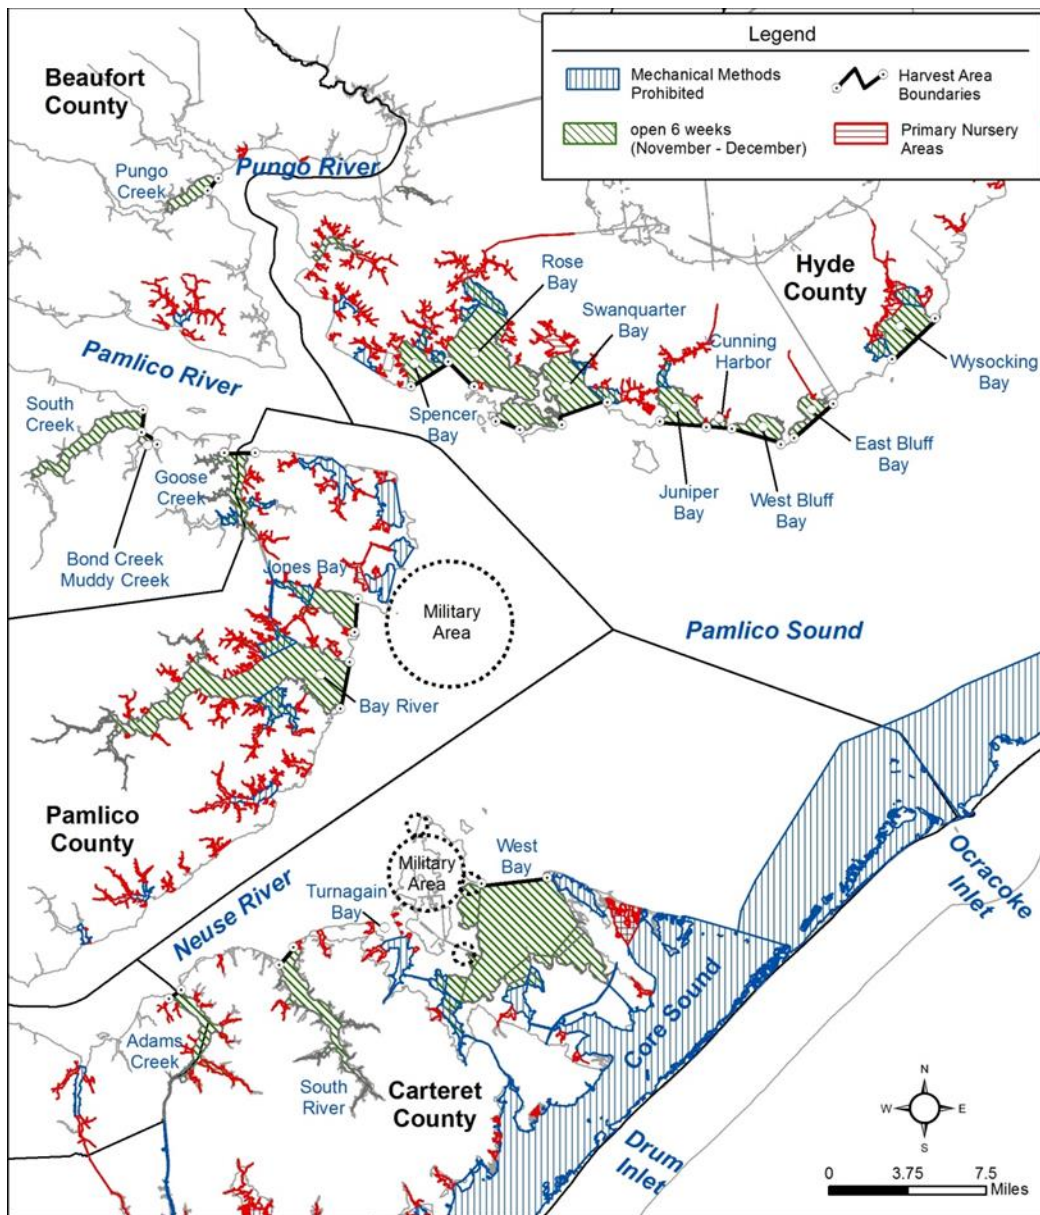 Legend
Mechanical Methods
Prohibited
Harvest Area
Boundaries
open 6 weeks
(November - December)
Primary Nursery
Areas
Beaufort
County
Pungo River
Pungo
Creek
Rose
Bay
Hyde
County
Swanquarter
Bay
Cunning
Harbor
Wysocking
Bay
Pamlico River
South
Creek
Spencer
Bay
East Bluff
Bay
Goose
Creek
Juniper
Bay
West Bluff
Bay
Bond Creek
Muddy Creek
Jones Bay
Military
Area
Pamlico Sound
Bay River
Pamlico
County
West
Bay
Military
Area
Ocracoke
Inlet
Turnagain
Bay
Neuse River
Core Sound
Adams
Creek
South
River
Carteret
County
Drum
Inlet
N
W E
S
0 3.75 7.5
Miles